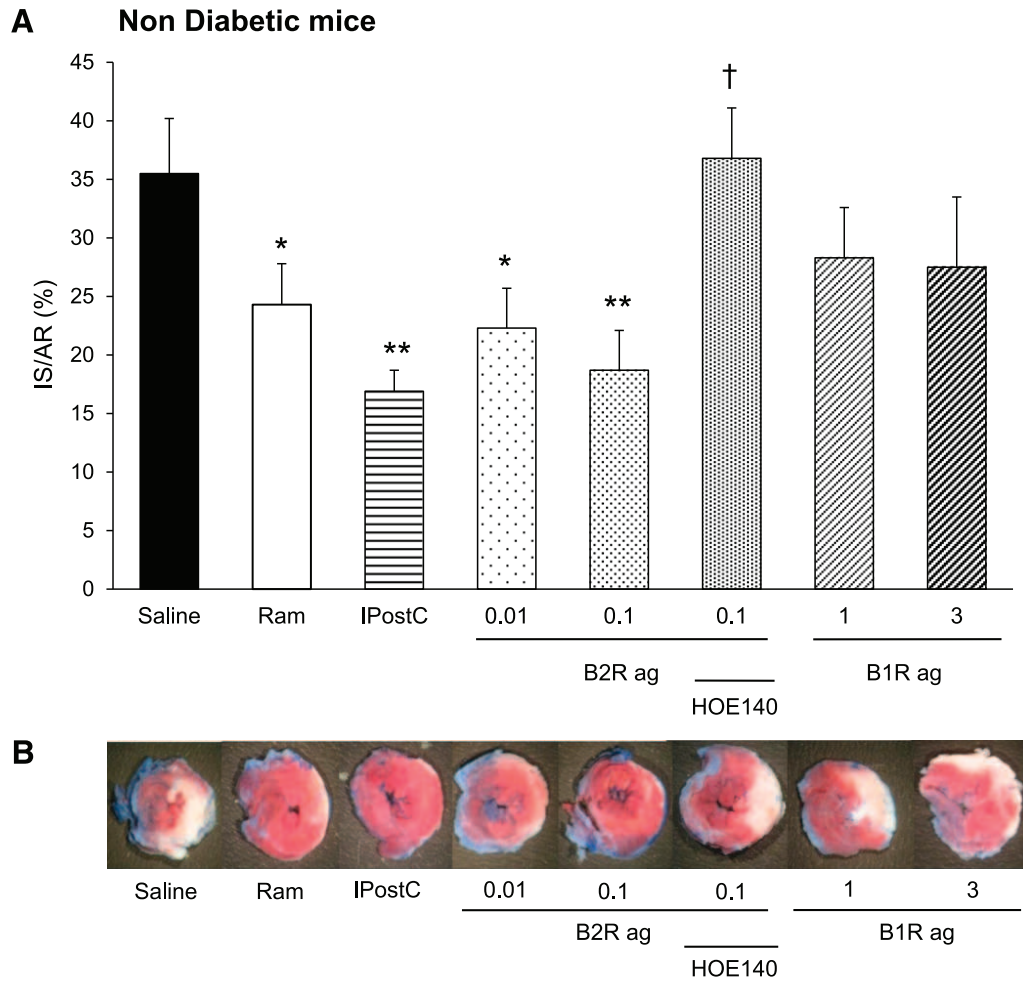 A Non Diabetic mice
IS/AR (%)
45
40
35
30
25
20
15
10
5
0
*
**
*
**
†
Saline Ram IPostC 0.01 0.1 0.1 1 3
B2R ag B1R ag
HOE140
B
Saline Ram IPostC 0.01 0.1 0.1 1 3
B2R ag B1R ag
HOE140